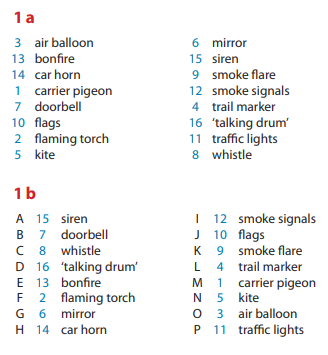 1 a
3 air balloon
13 bonfire
14 car horn
1 carrier pigeon
7 doorbell
10 flags
2 flaming torch
5 kite
6 mirror
15 siren
9 smoke flare
12 smoke signals
4 trail marker
16 ‘talking drum’
11 traffic lights
8 whistle
1 b
A 15 siren
B 7 doorbell
C 8 whistle
D 16 ‘talking drum’
E 13 bonfire
F 2 flaming torch
G 6 mirror
H 14 car horn
I 12 smoke signals
J 10 flags
K 9 smoke flare
L 4 trail marker
M 1 carrier pigeon
N 5 kite
O 3 air balloon
P 11 traffic lights